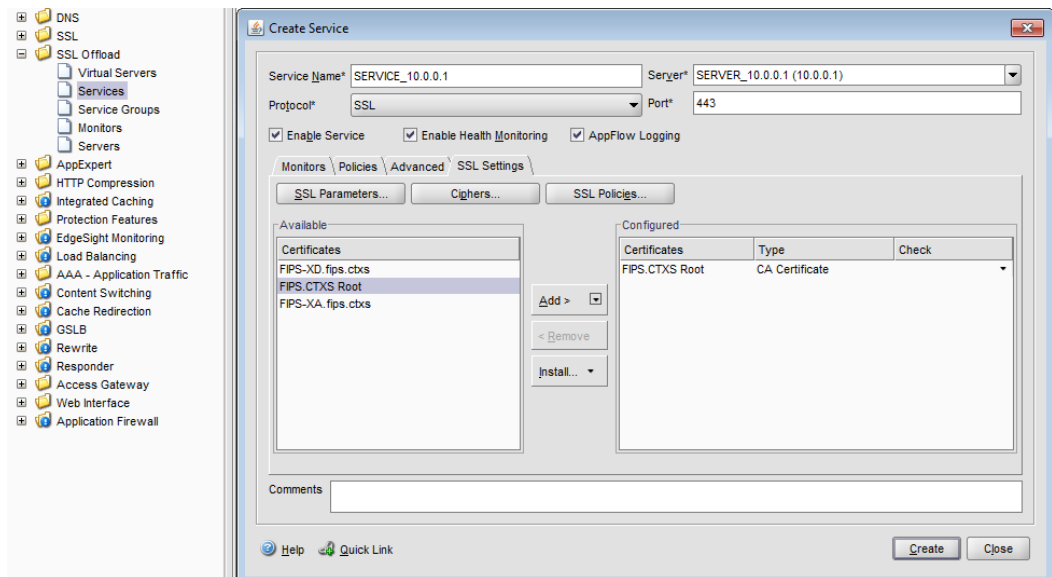 DNS
SSL
SSL Offload
Virtual Servers
Services
Service Groups
Monitors
Servers
AppExpert
HTTP Compression
Integrated Caching
Protection Features
EdgeSight Monitoring
Load Balancing
AAA - Application Traffic
Content Switching
Cache Redirection
GSLB
Rewrite
Responder
Access Gateway
Web Interface
Application Firewall
Create Service
Service Name* SERVICE_10.0.0.1 Server* SERVER_10.0.0.1 (10.0.0.1)
Protocol* SSL Port* 443
Enable Service Enable Health Monitoring AppFlow Logging
Monitors Policies Advanced SSL Settings
SSL Parameters... Ciphers... SSL Policies...
Available
Certificates
FIPS-XD.fips.ctxs
FIPS.CTXS Root
FIPS-XA.fips.ctxs
Add >
< Remove
Install...
Configured
Certificates Type Check
FIPS.CTXS Root CA Certificate
Comments
Help Quick Link Create Close